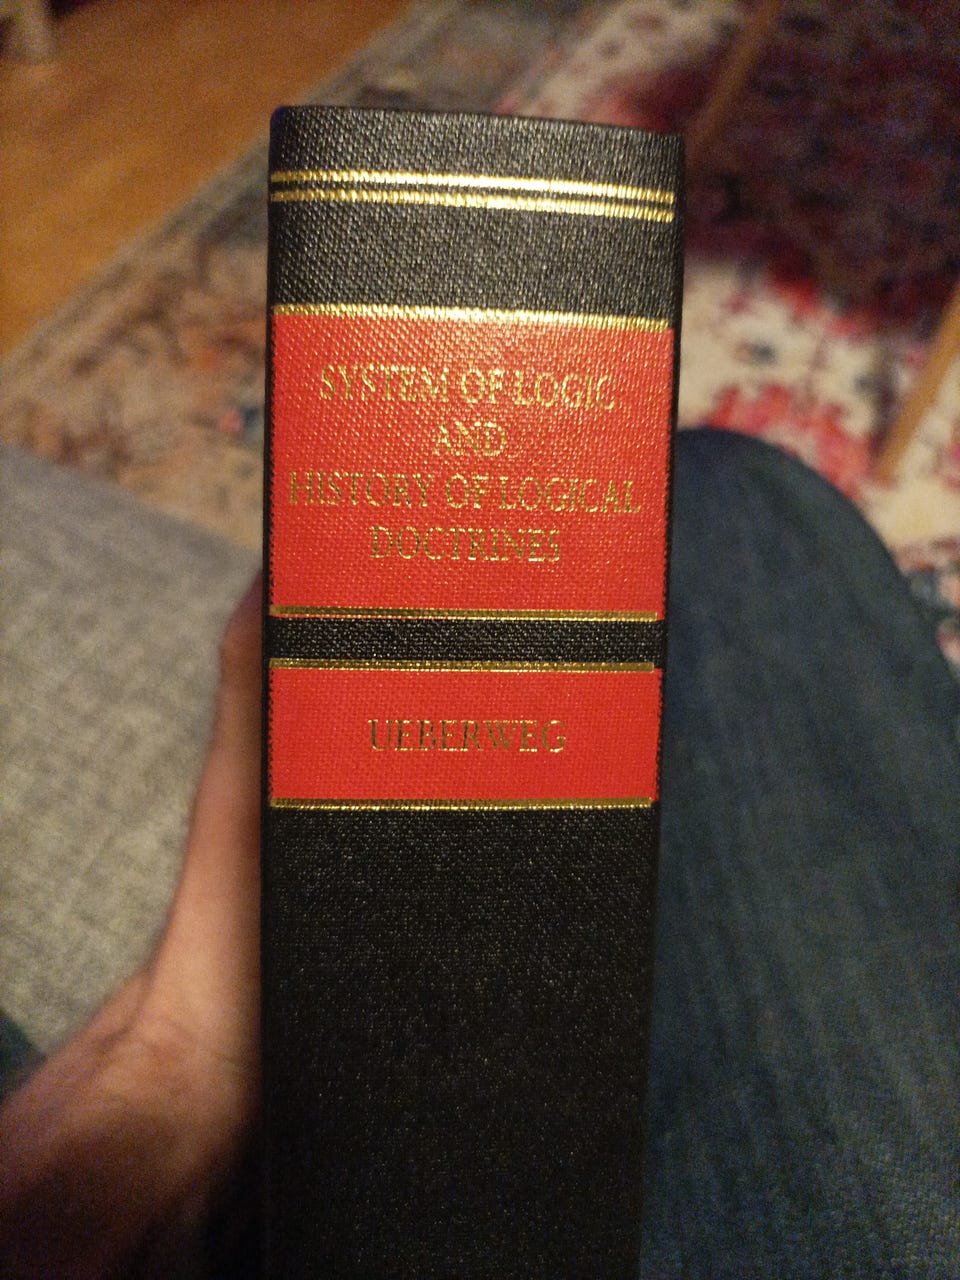 SYSTEM OF LOGIC
AND
HISTORY OF LOGICAL
DOCTRINES
UEBERWEG